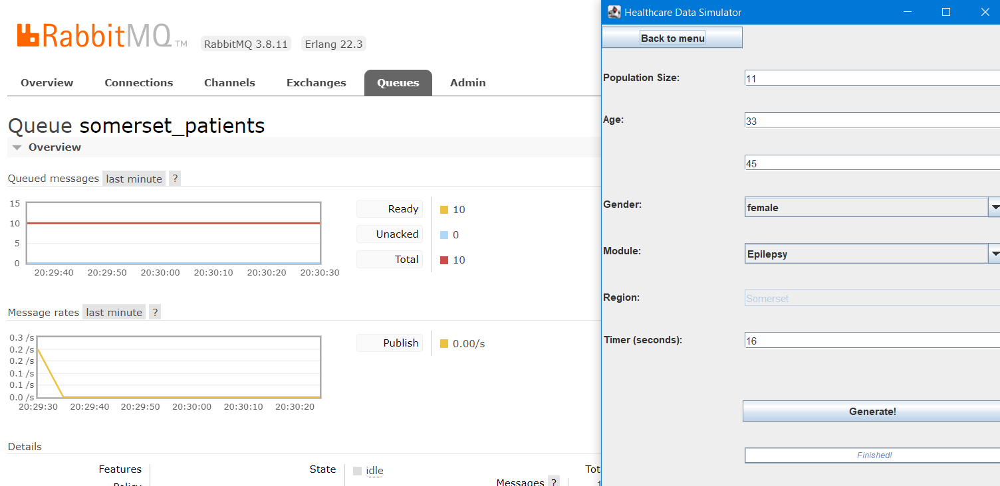 RabbitMQ TM RabbitMQ 3.8.11 Erlang 22.3
Overview Connections Channels Exchanges Queues Admin
Queue somerset_patients
Overview
Queued messages last minute ?
15
10
5
0
20:29:40 20:29:50 20:30:00 20:30:10 20:30:20 20:30:30
Ready 10
Unacked 0
Total 10
Message rates last minute ?
0.3 /s
0.2 /s
0.2 /s
0.1 /s
0.1 /s
0.0 /s
20:29:30 20:29:40 20:29:50 20:30:00 20:30:10 20:30:20
Publish 0.00/s
Details
Features
Policy
State idle
Tot
Messages ? 1
Healthcare Data Simulator
Back to menu
Population Size: 11
Age: 33
45
Gender: female
Module: Epilepsy
Region: Somerset
Timer (seconds): 16
Generate!
Finished!